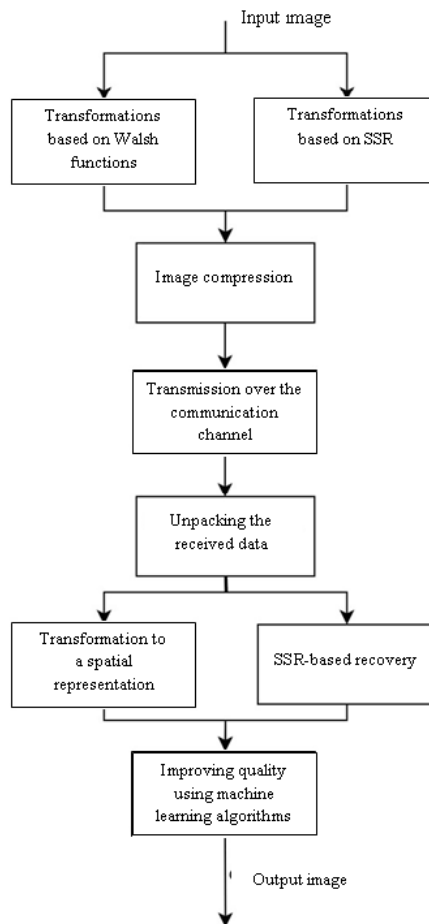 Input image
Transformations
based on Walsh
functions
Transformations
based on SSR
Image compression
Transmission over the
communication
channel
Unpacking the
received data
Transformation to
a spatial
representation
SSR-based recovery
Improving quality
using machine
learning algorithms
Output image